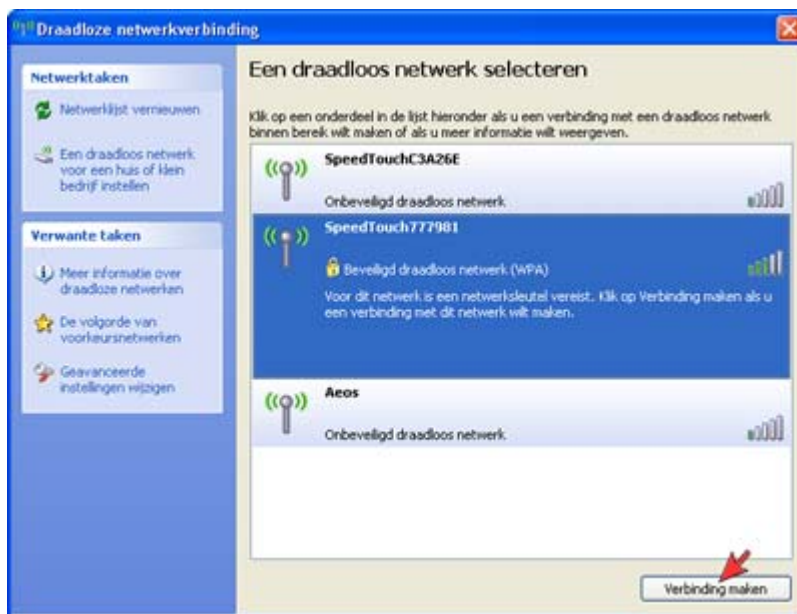 Draadloze netwerkverbinding
Netwerktaken
Netwerklijst vernieuwen
Een draadloos netwerk
voor een huis of klein
bedrijf instellen
Verwante taken
Meer informatie over
draadloze netwerken
De volgorde van
voorkeursnetwerken
Geavanceerde
instellingen wijzigen
Een draadloos netwerk selecteren
Klik op een onderdeel in de lijst hieronder als u een verbinding met een draadloos netwerk
binnen bereik wilt maken of als u meer informatie wilt weergeven.
SpeedTouchC3A26E
Onbeveiligd draadloos netwerk
SpeedTouch777981
Beveiligd draadloos netwerk (WPA)
Voor dit netwerk is een netwerksleutel vereist. Klik op Verbinding maken als u
een verbinding met dit netwerk wilt maken.
Aeos
Onbeveiligd draadloos netwerk
Verbinding maken